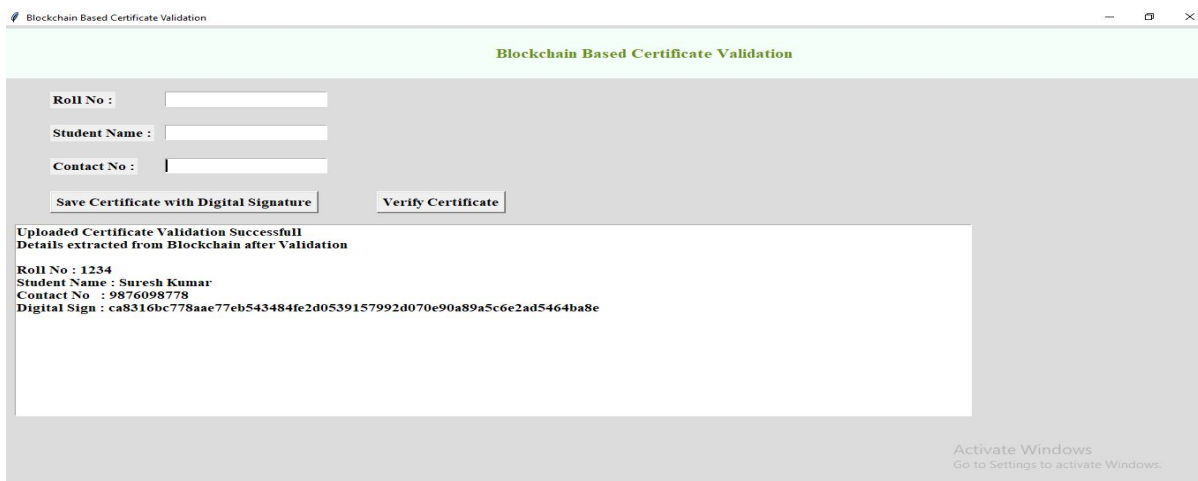 Blockchain Based Certificate Validation
Blockchain Based Certificate Validation
Roll No :
Student Name :
Contact No :
Save Certificate with Digital Signature Verify Certificate
Uploaded Certificate Validation Successfull
Details extracted from Blockchain after Validation
Roll No : 1234
Student Name : Suresh Kumar
Contact No : 9876098778
Digital Sign : ca8316bc778aae77eb543484fe2d0539157992d070e90a89a5c6e2ad5464ba8e
Activate Windows
Go to Settings to activate Windows.